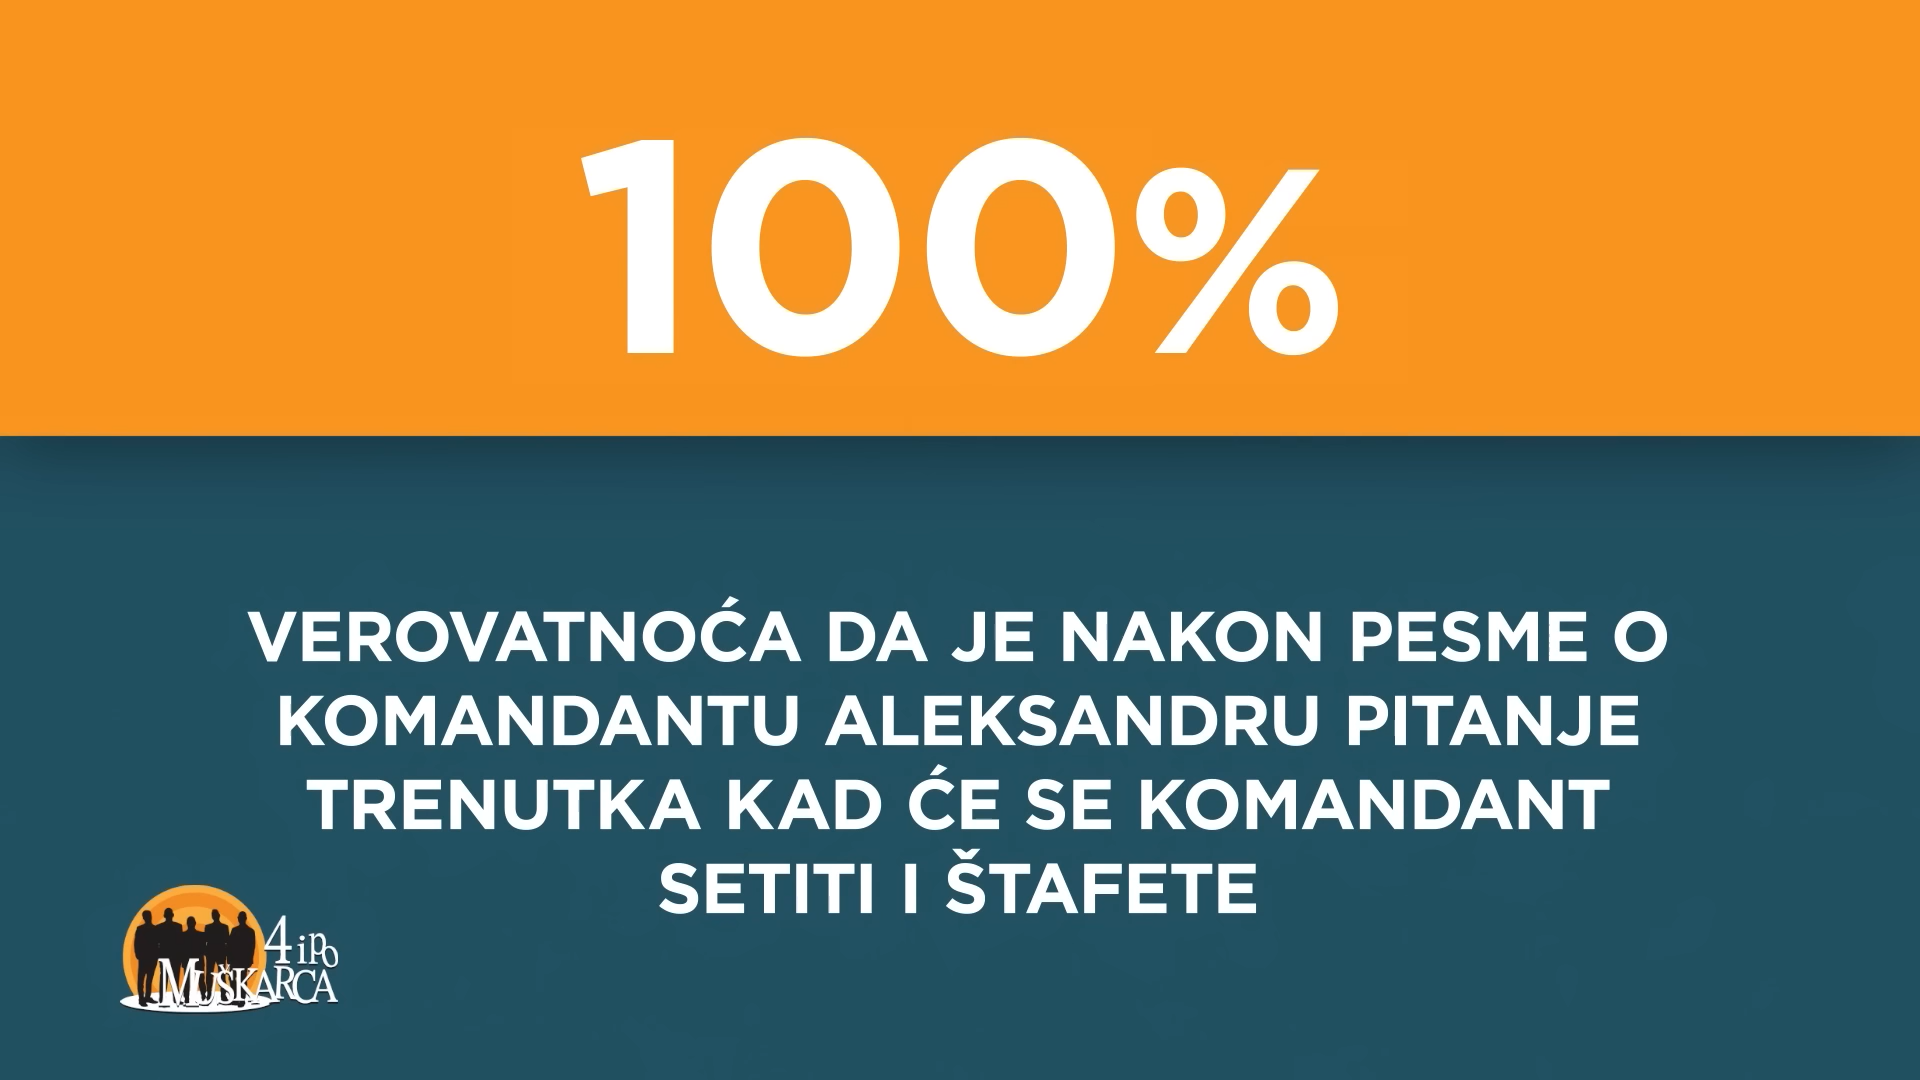 100%
VEROVATNOĆA DA JE NAKON PESME O
KOMANDANTU ALEKSANDRU PITANJE
TRENUTKA KAD ĆE SE KOMANDANT
SETITI I ŠTAFETE
4 i po
MUŠKARCA